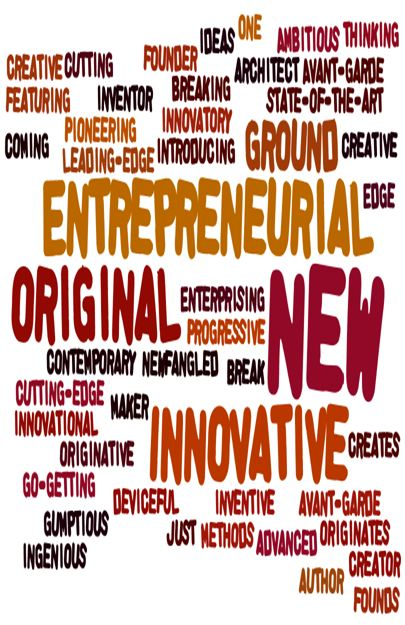 IDEAS ONE
CREATIVE CUTTING FOUNDER AMBITIOUS THINKING
ARCHITECT AVANT-GARDE
FEATURING INVENTOR BREAKING STATE-OF-THE-ART
COMING PIONEERING INNOVATORY GROUND CREATIVE
LEADING-EDGE INTRODUCING
ENTREPRENEURIAL EDGE
ORIGINAL ENTERPRISING NEW
PROGRESSIVE
CONTEMPORARY NEWFANGLED BREAK
CUTTING-EDGE MAKER
INNOVATIONAL INNOVATIVE CREATES
ORIGINATIVE
GO-GETTING
DEVICEFUL INVENTIVE AVANT-GARDE
GUMPTIOUS JUST METHODS ADVANCED ORIGINATES
INGENIOUS CREATOR
AUTHOR FOUNDS